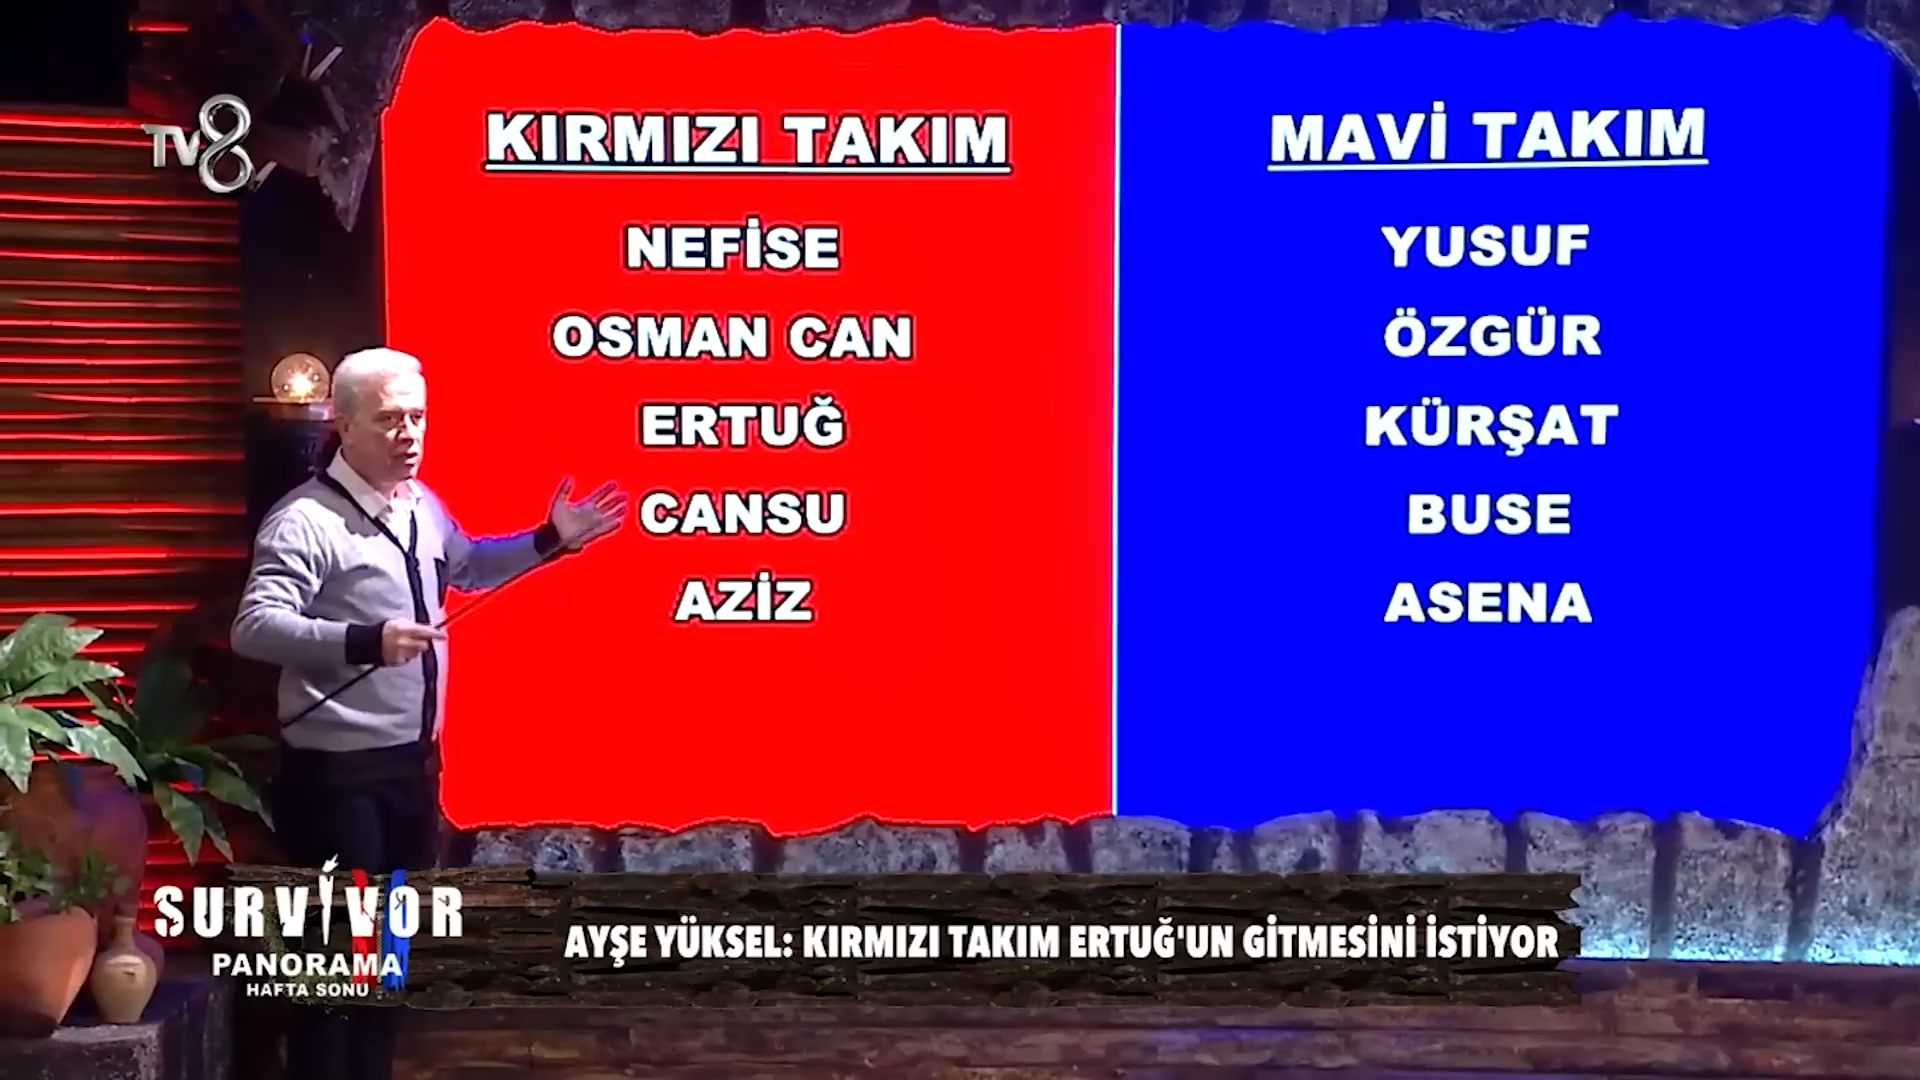 TV8
KIRMIZI TAKIM
NEFİSE
OSMAN CAN
ERTUĞ
CANSU
AZİZ
MAVİ TAKIM
YUSUF
ÖZGÜR
KÜRŞAT
BUSE
ASENA
SURVİVOR
PANORAMA
HAFTA SONU
AYŞE YÜKSEL: KIRMIZI TAKIM ERTUĞ'UN GİTMESİNİ İSTİYOR